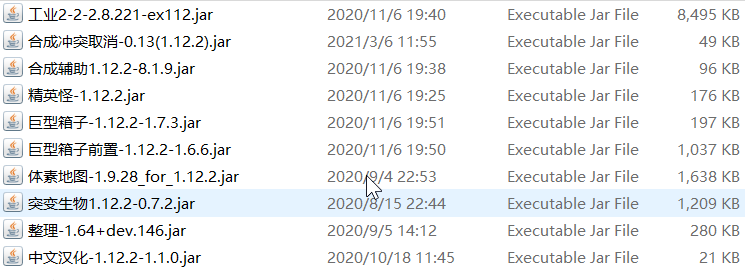 工业2-2-2.8.221-ex112.jar 2020/11/6 19:40 Executable Jar File 8,495 KB
合成冲突取消-0.13(1.12.2).jar 2021/3/6 11:55 Executable Jar File 49 KB
合成辅助1.12.2-8.1.9.jar 2020/11/6 19:38 Executable Jar File 96 KB
精英怪-1.12.2.jar 2020/11/6 19:25 Executable Jar File 176 KB
巨型箱子-1.12.2-1.7.3.jar 2020/11/6 19:51 Executable Jar File 197 KB
巨型箱子前置-1.12.2-1.6.6.jar 2020/11/6 19:50 Executable Jar File 1,037 KB
体素地图-1.9.28_for_1.12.2.jar 2020/9/4 22:53 Executable Jar File 1,638 KB
突变生物1.12.2-0.7.2.jar 2020/8/15 22:44 Executable Jar File 1,209 KB
整理-1.64+dev.146.jar 2020/9/5 14:12 Executable Jar File 280 KB
中文汉化-1.12.2-1.1.0.jar 2020/10/18 11:45 Executable Jar File 21 KB